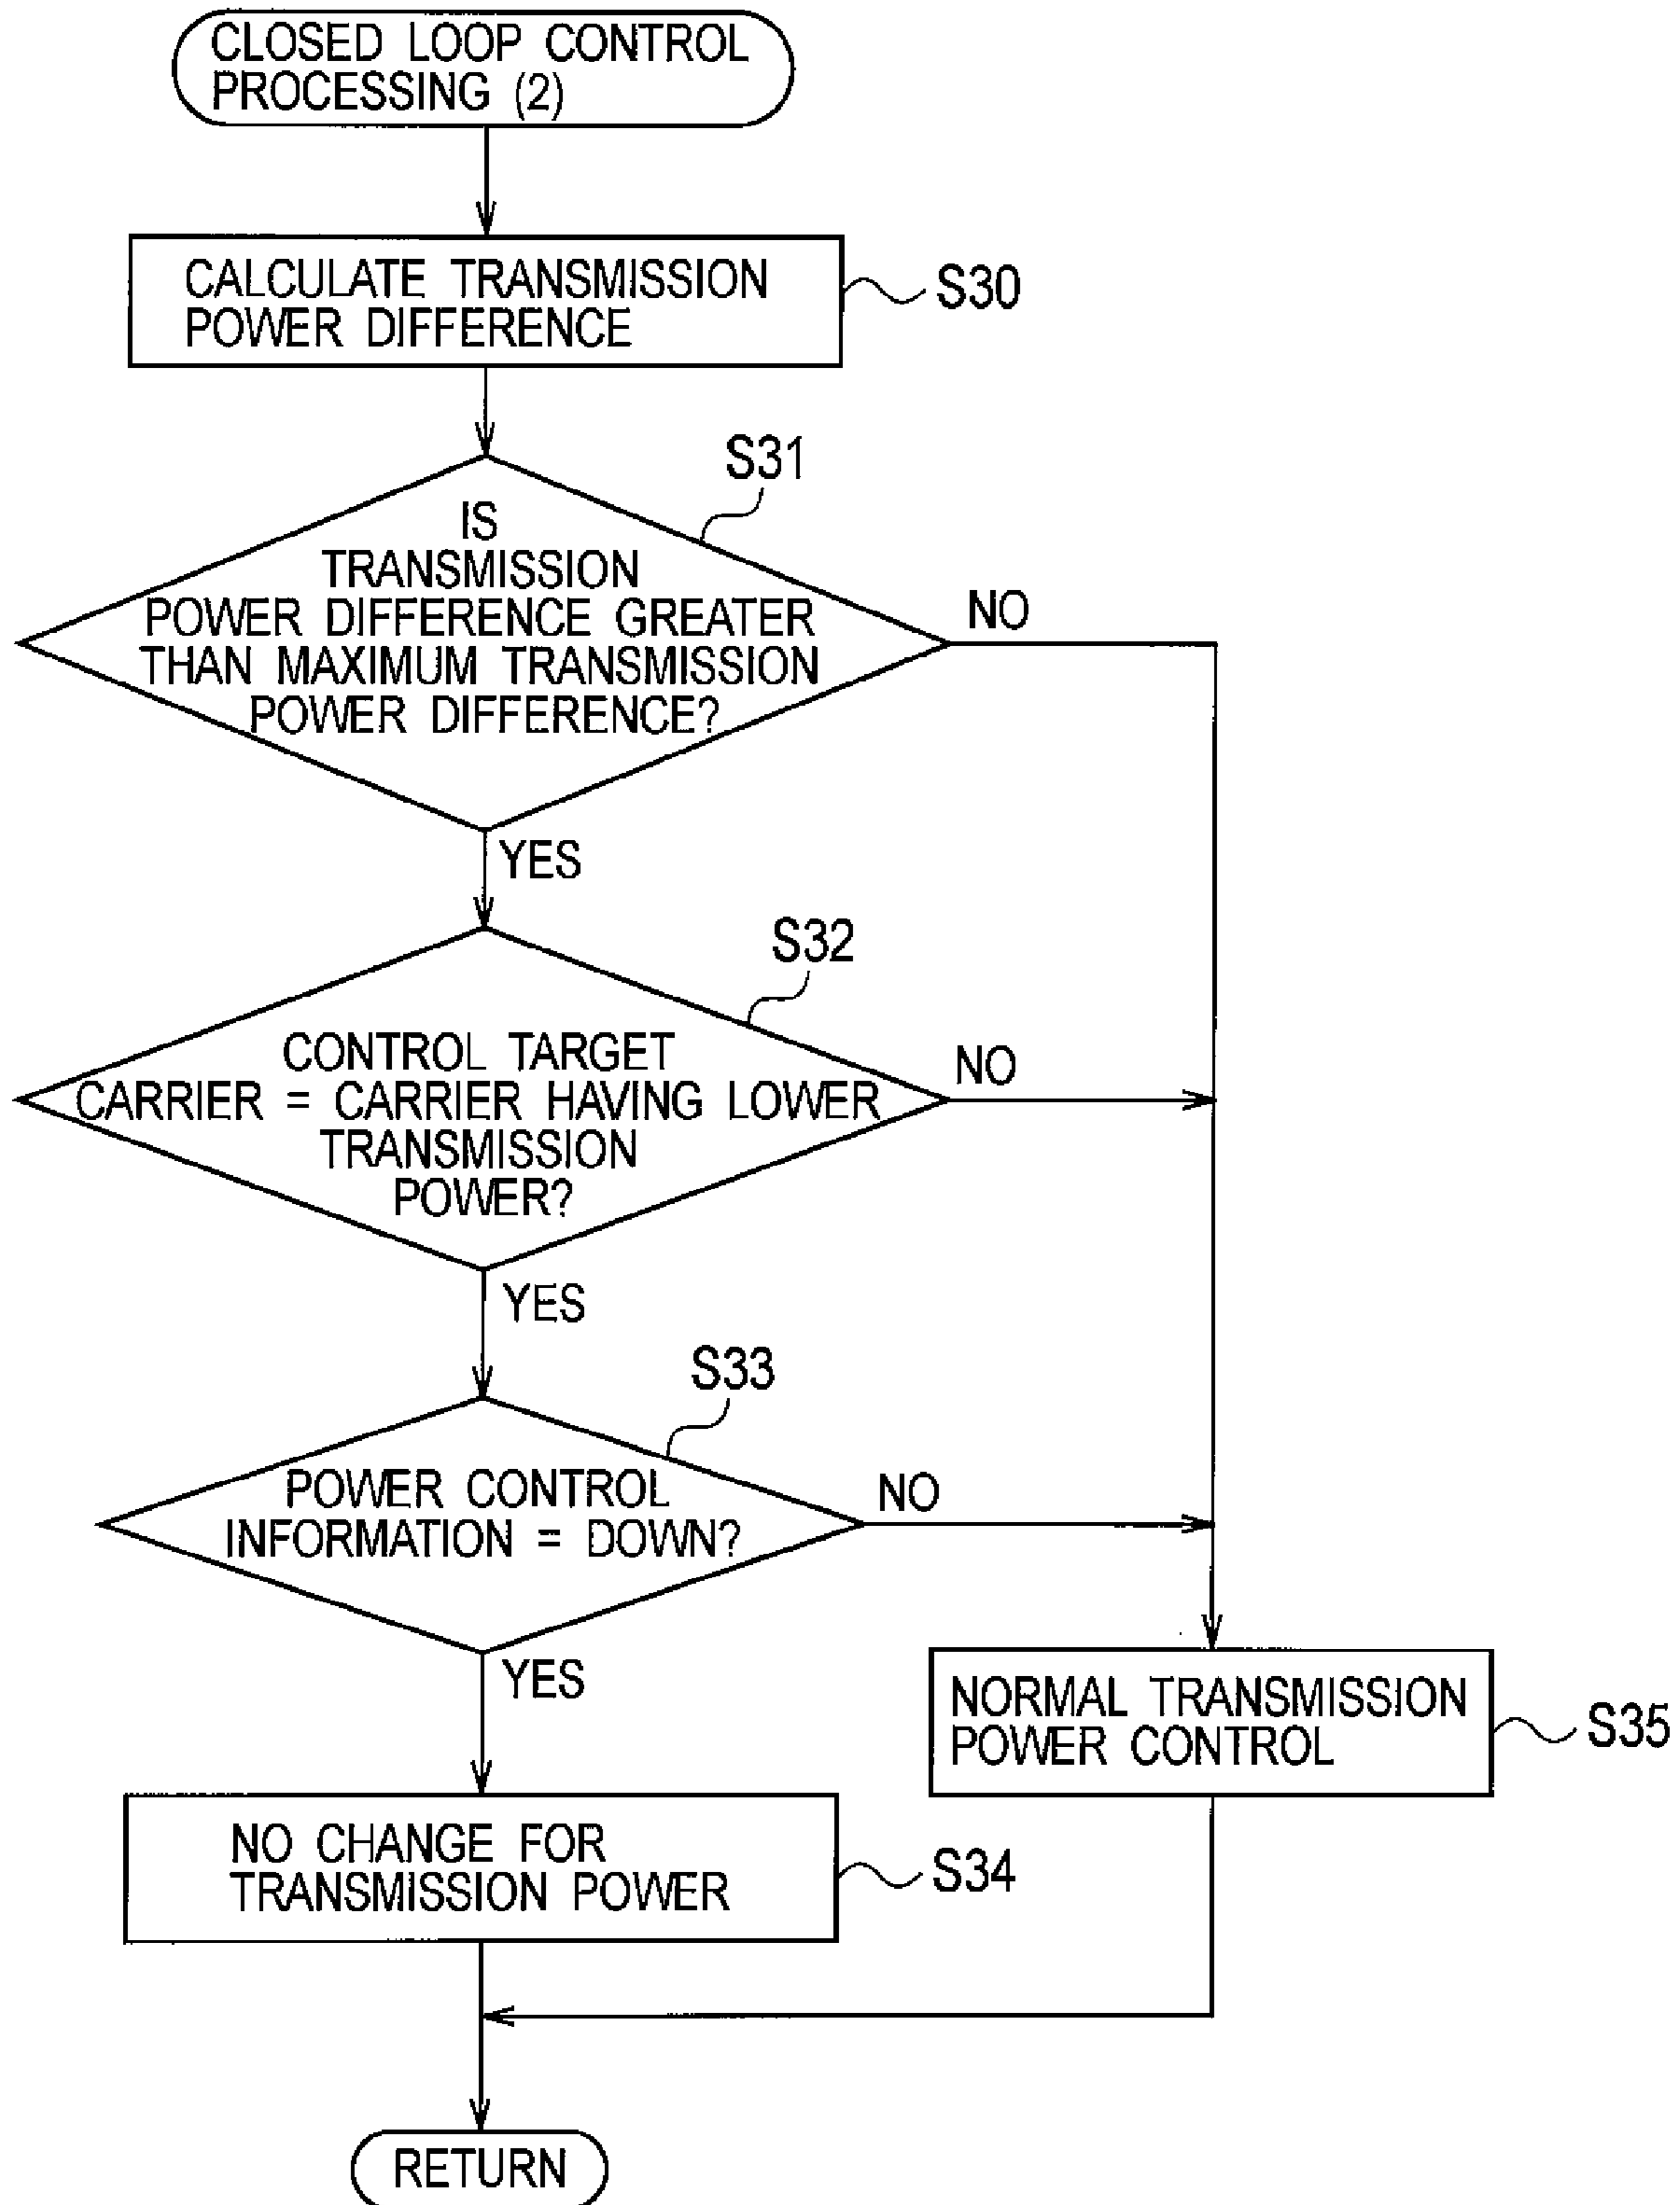 CLOSED LOOP CONTROL
PROCESSING (2)
CALCULATE TRANSMISSION
POWER DIFFERENCE
S30
S31
IS
TRANSMISSION
POWER DIFFERENCE GREATER
THAN MAXIMUM TRANSMISSION
POWER DIFFERENCE?
NO
YES
S32
CONTROL TARGET
CARRIER = CARRIER HAVING LOWER
TRANSMISSION
POWER?
NO
YES
S33
POWER CONTROL
INFORMATION = DOWN?
NO
YES
NORMAL TRANSMISSION
POWER CONTROL
S35
NO CHANGE FOR
TRANSMISSION POWER
S34
RETURN